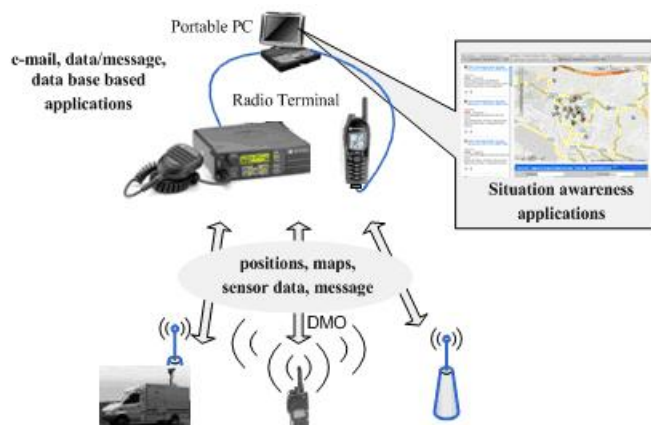 Portable PC
e-mail, data/message,
data base based
applications
Radio Terminal
Situation awareness
applications
positions, maps,
sensor data, message
DMO